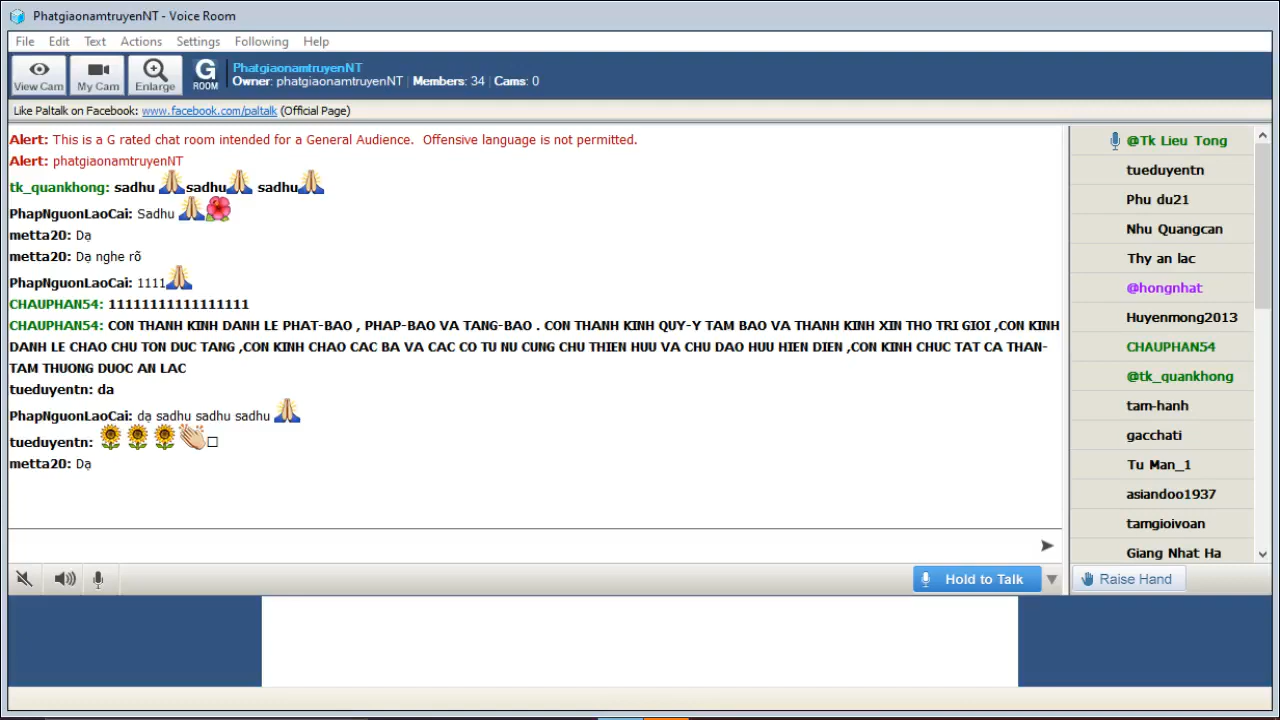 PhatgiaonamtruyenNT - Voice Room
File Edit Text Actions Settings Following Help
View Cam My Cam Enlarge G ROOM
PhatgiaonamtruyenNT
Owner: phatgiaonamtruyenNT | Members: 34 | Cams: 0
Like Paltalk on Facebook: www.facebook.com/paltalk (Official Page)
Alert: This is a G rated chat room intended for a General Audience. Offensive language is not permitted.
Alert: phatgiaonamtruyenNT
tk_quankhong: sadhu sadhu sadhu
PhapNguonLaoCai: Sadhu
metta20: Dạ
metta20: Dạ nghe rõ
PhapNguonLaoCai: 1111
CHAUPHAN54: 11111111111111111
CHAUPHAN54: CON THANH KINH DANH LE PHAT-BAO , PHAP-BAO VA TANG-BAO . CON THANH KINH QUY-Y TAM BAO VA THANH KINH XIN THO TRI GIOI ,CON KINH
DANH LE CHAO CHU TON DUC TANG ,CON KINH CHAO CAC BA VA CAC CO TU NU CUNG CHU THIEN HUU VA CHU DAO HUU HIEN DIEN ,CON KINH CHUC TAT CA THAN-
TAM THUONG DUOC AN LAC
tueduyentn: da
PhapNguonLaoCai: dạ sadhu sadhu sadhu
tueduyentn:
metta20: Dạ
@Tk Lieu Tong
tueduyentn
Phu du21
Nhu Quangcan
Thy an lac
@hongnhat
Huyenmong2013
CHAUPHAN54
@tk_quankhong
tam-hanh
gacchati
Tu Man_1
asiandoo1937
tamgioivoan
Giang Nhat Ha
Hold to Talk
Raise Hand